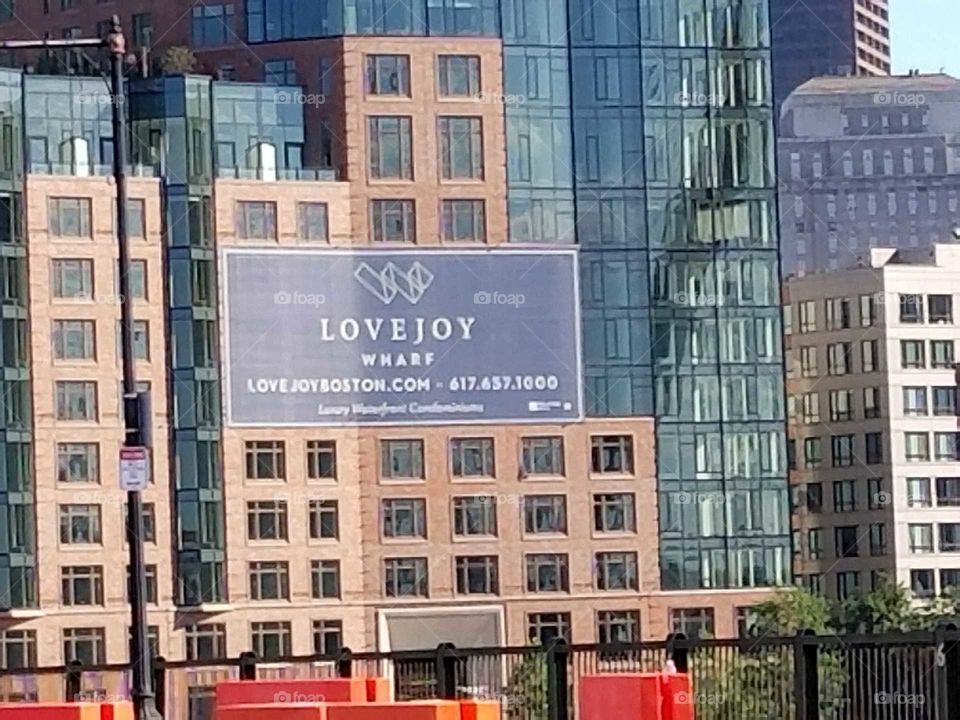 LOVEJOY
WHARF
LOVEJOYBOSTON.COM - 617.657.1000
Luxury Waterfront Condominiums